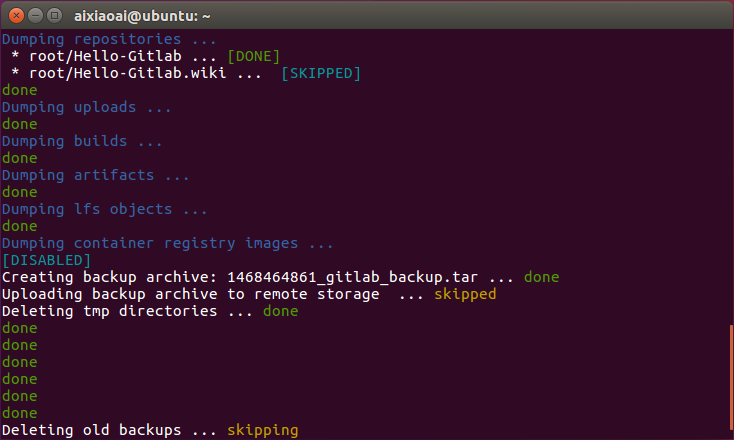 aixiaoai@ubuntu: ~
Dumping repositories ...
 * root/Hello-Gitlab ... [DONE]
 * root/Hello-Gitlab.wiki ...  [SKIPPED]
done
Dumping uploads ...
done
Dumping builds ...
done
Dumping artifacts ...
done
Dumping lfs objects ...
done
Dumping container registry images ...
[DISABLED]
Creating backup archive: 1468464861_gitlab_backup.tar ... done
Uploading backup archive to remote storage  ... skipped
Deleting tmp directories ... done
done
done
done
done
done
done
Deleting old backups ... skipping